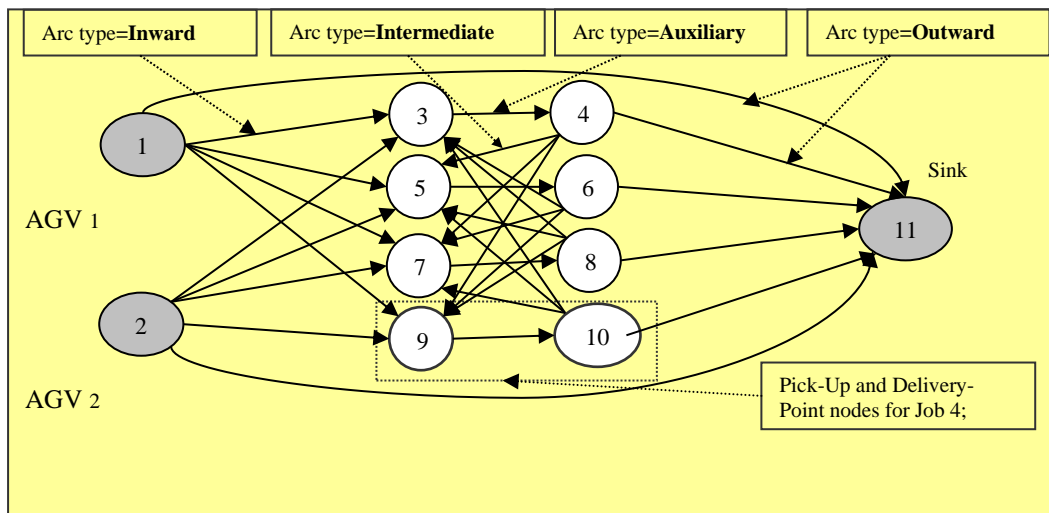 Arc type=Inward
Arc type=Intermediate
Arc type=Auxiliary
Arc type=Outward
3
4
1
5
6
Sink
AGV 1
11
7
8
2
9
10
AGV 2
Pick-Up and Delivery-
Point nodes for Job 4;